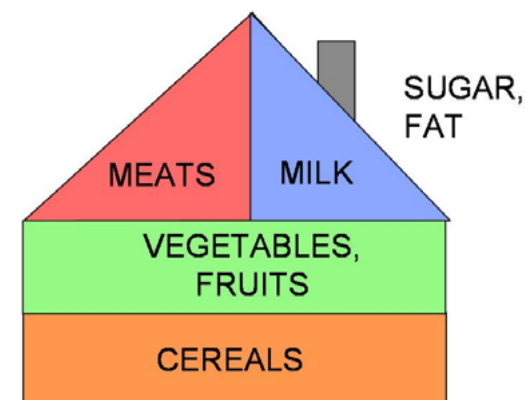 SUGAR,
FAT
MEATS
MILK
VEGETABLES,
FRUITS
CEREALS